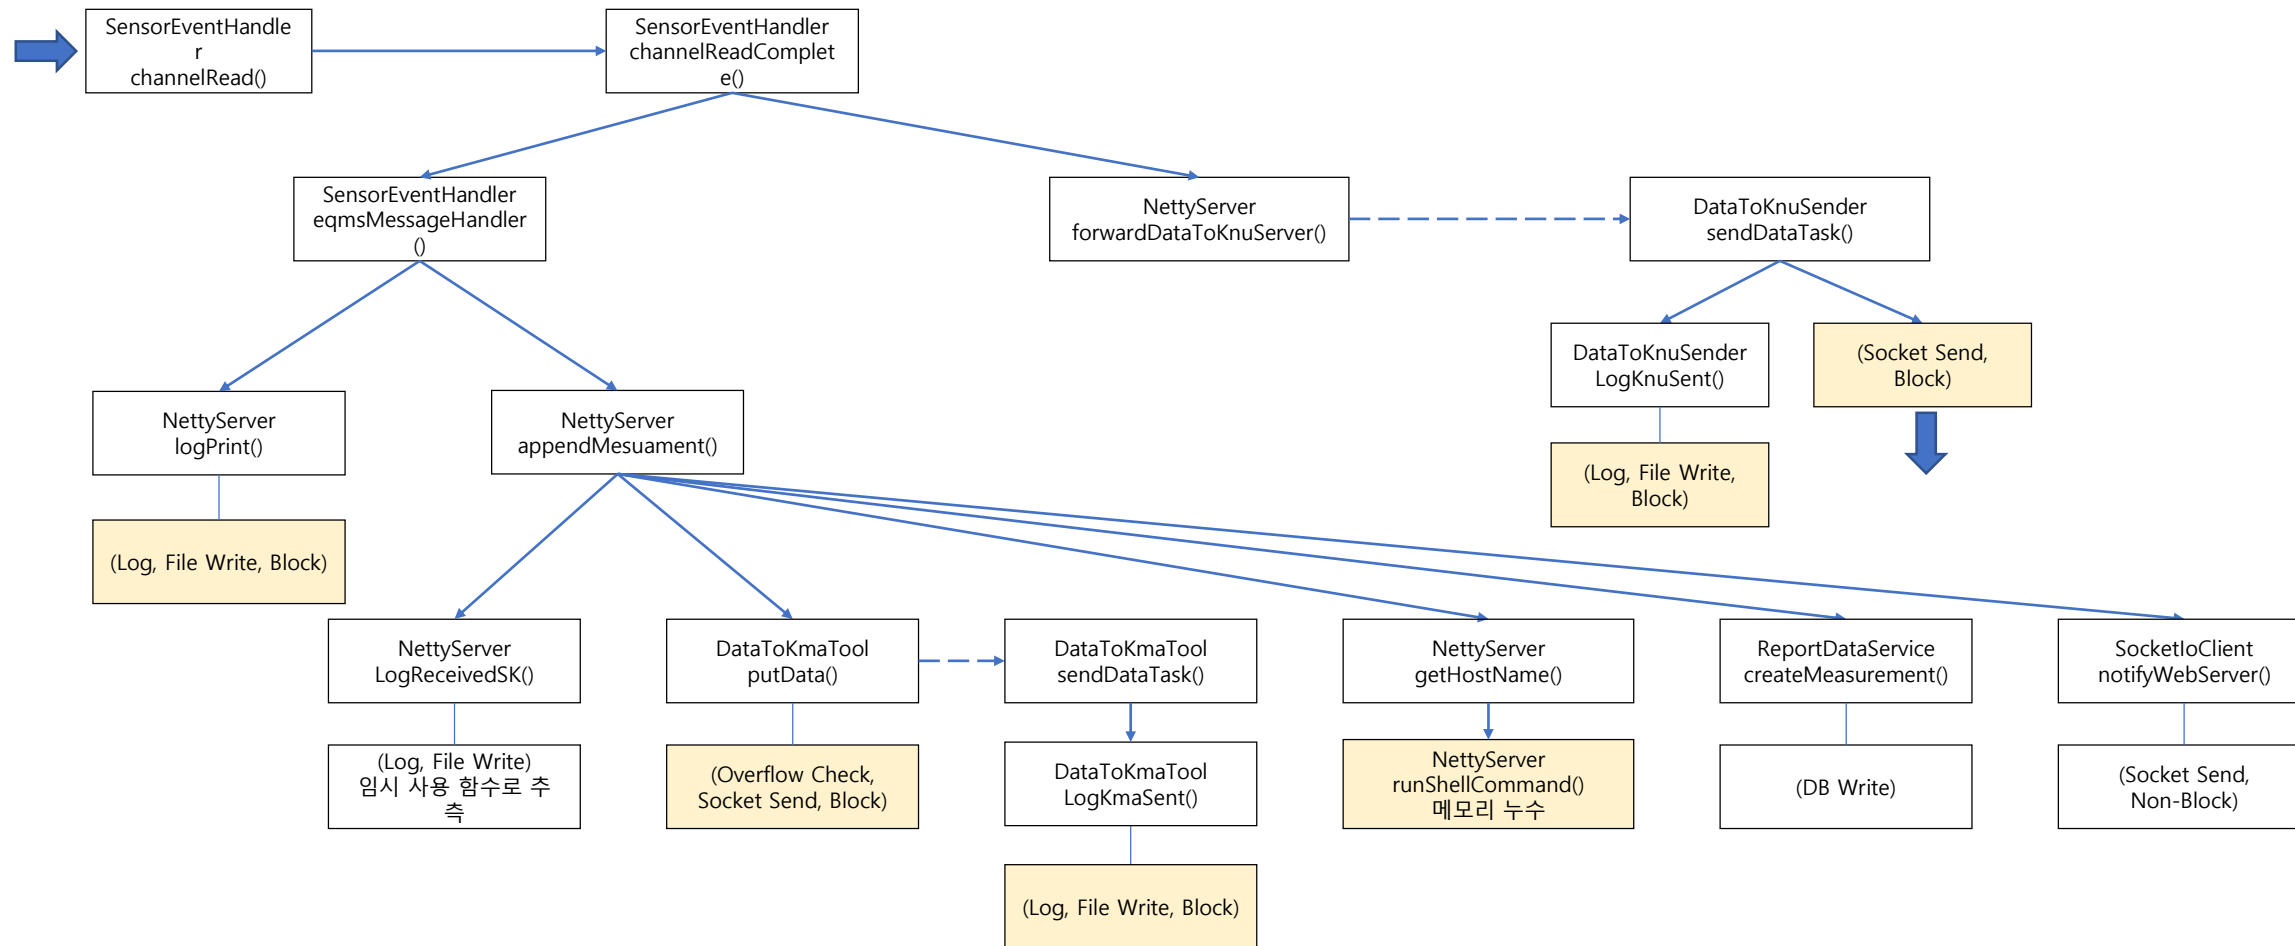 SensorEventHandle
r
channelRead()
SensorEventHandler
channelReadComplet
e()
SensorEventHandler
eqmsMessageHandler
()
NettyServer
forwardDataToKnuServer()
DataToKnuSender
sendDataTask()
DataToKnuSender
LogKnuSent()
(Socket Send,
Block)
NettyServer
logPrint()
NettyServer
appendMesuament()
(Log, File Write,
Block)
(Log, File Write, Block)
NettyServer
LogReceivedSK()
DataToKmaTool
putData()
DataToKmaTool
sendDataTask()
NettyServer
getHostName()
ReportDataService
createMeasurement()
SocketIoClient
notifyWebServer()
(Log, File Write)
임시 사용 함수로 추
측
(Overflow Check,
Socket Send, Block)
DataToKmaTool
LogKmaSent()
NettyServer
runShellCommand()
메모리 누수
(DB Write)
(Socket Send,
Non-Block)
(Log, File Write, Block)